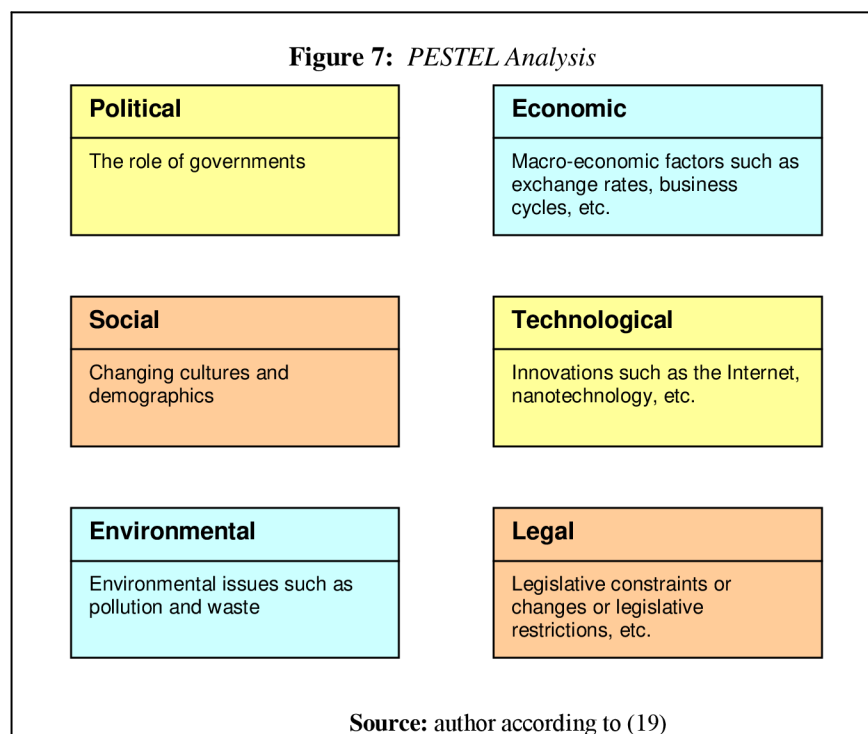 Figure 7: PESTEL Analysis
Political
The role of governments
Economic
Macro-economic factors such as
exchange rates, business
cycles, etc.
Social
Changing cultures and
demographics
Technological
Innovations such as the Internet,
nanotechnology, etc.
Environmental
Environmental issues such as
pollution and waste
Legal
Legislative constraints or
changes or legislative
restrictions, etc.
Source: author according to (19)